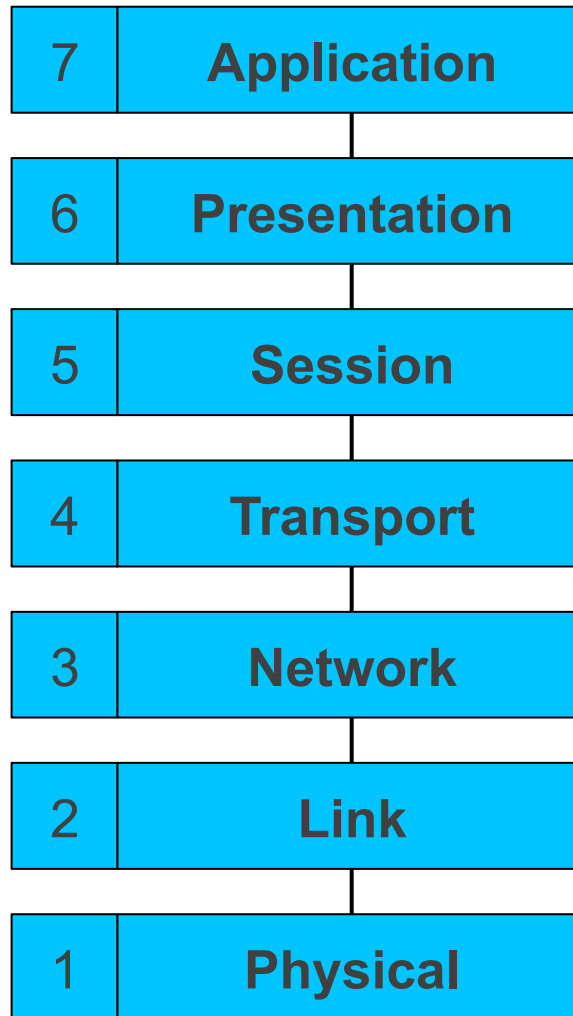 7 Application
6 Presentation
5 Session
4 Transport
3 Network
2 Link
1 Physical